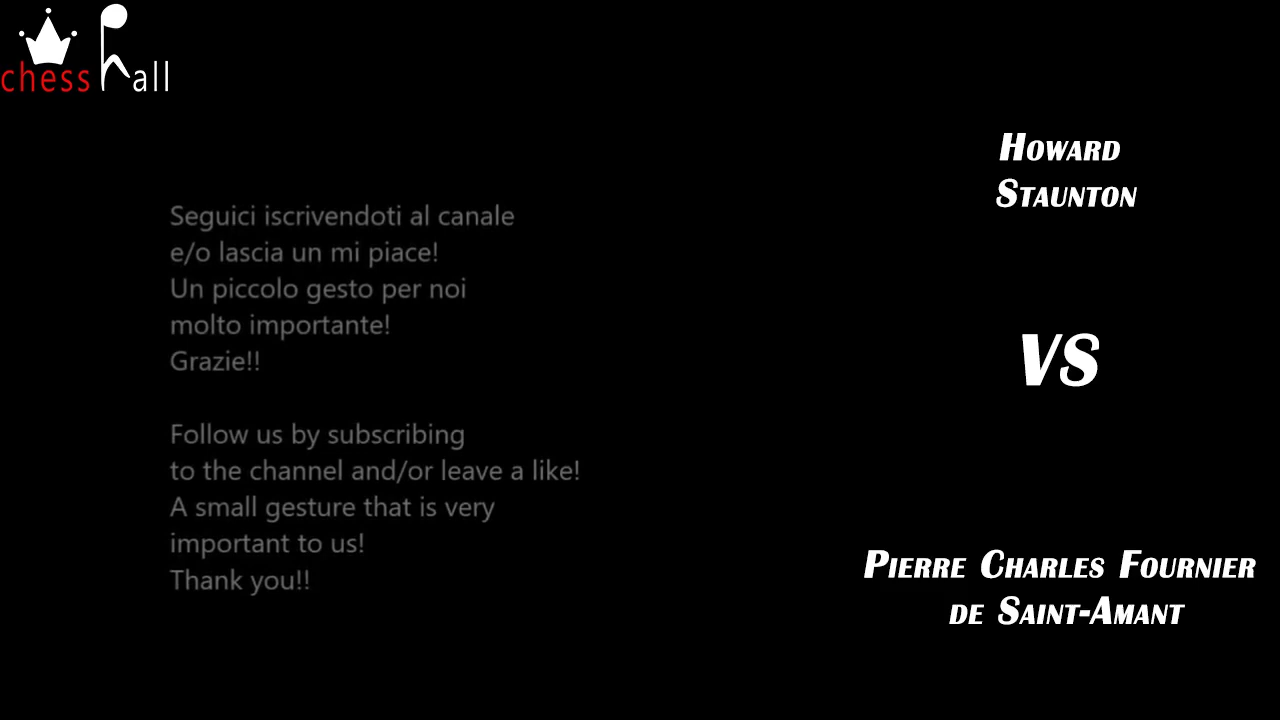 chess hall
Seguici iscrivendoti al canale
e/o lascia un mi piace!
Un piccolo gesto per noi
molto importante!
Grazie!!
Follow us by subscribing
to the channel and/or leave a like!
A small gesture that is very
important to us!
Thank you!!
Howard
Staunton
VS
Pierre Charles Fournier
de Saint-Amant